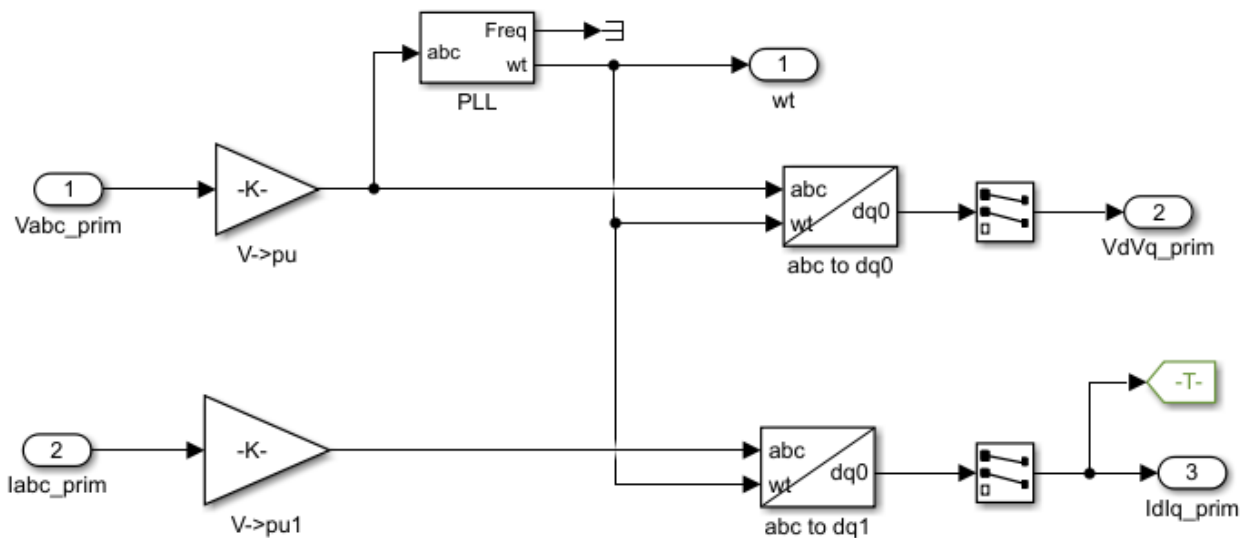 Freq
abc
wt
PLL
1
wt
1
Vabc_prim
-K-
V->pu
abc
wt
dq0
abc to dq0
2
VdVq_prim
-T-
2
Iabc_prim
-K-
V->pu1
abc
wt
dq0
abc to dq1
3
IdIq_prim